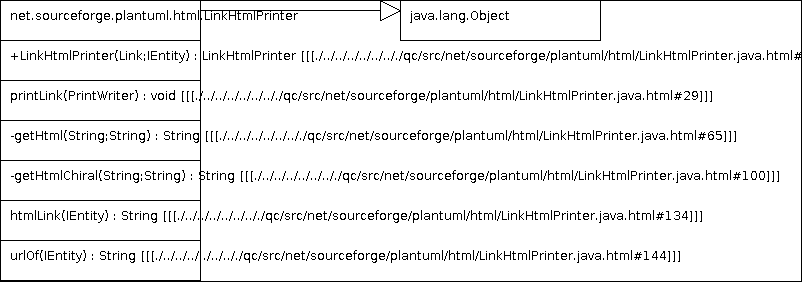 net.sourceforge.plantuml.html.LinkHtmlPrinter
java.lang.Object
+LinkHtmlPrinter(Link;IEntity) : LinkHtmlPrinter [[[./../../../../../../qc/src/net/sourceforge/plantuml/html/LinkHtmlPrinter.java.html#
printLink(PrintWriter) : void [[[./../../../../../../qc/src/net/sourceforge/plantuml/html/LinkHtmlPrinter.java.html#29]]]
-getHtml(String;String) : String [[[./../../../../../../qc/src/net/sourceforge/plantuml/html/LinkHtmlPrinter.java.html#65]]]
-getHtmlChiral(String;String) : String [[[./../../../../../../qc/src/net/sourceforge/plantuml/html/LinkHtmlPrinter.java.html#100]]]
htmlLink(IEntity) : String [[[./../../../../../../qc/src/net/sourceforge/plantuml/html/LinkHtmlPrinter.java.html#134]]]
urlOf(IEntity) : String [[[./../../../../../../qc/src/net/sourceforge/plantuml/html/LinkHtmlPrinter.java.html#144]]]